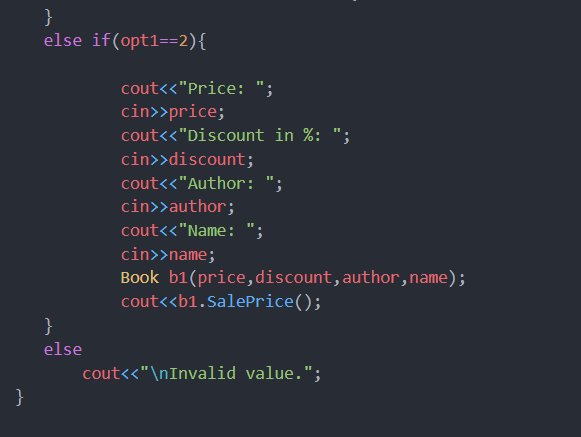 }
else if(opt1==2){
cout<<"Price: ";
cin>>price;
cout<<"Discount in %: ";
cin>>discount;
cout<<"Author: ";
cin>>author;
cout<<"Name: ";
cin>>name;
Book b1(price,discount,author,name);
cout<<b1.SalePrice();
}
else
cout<<"\nInvalid value.";
}